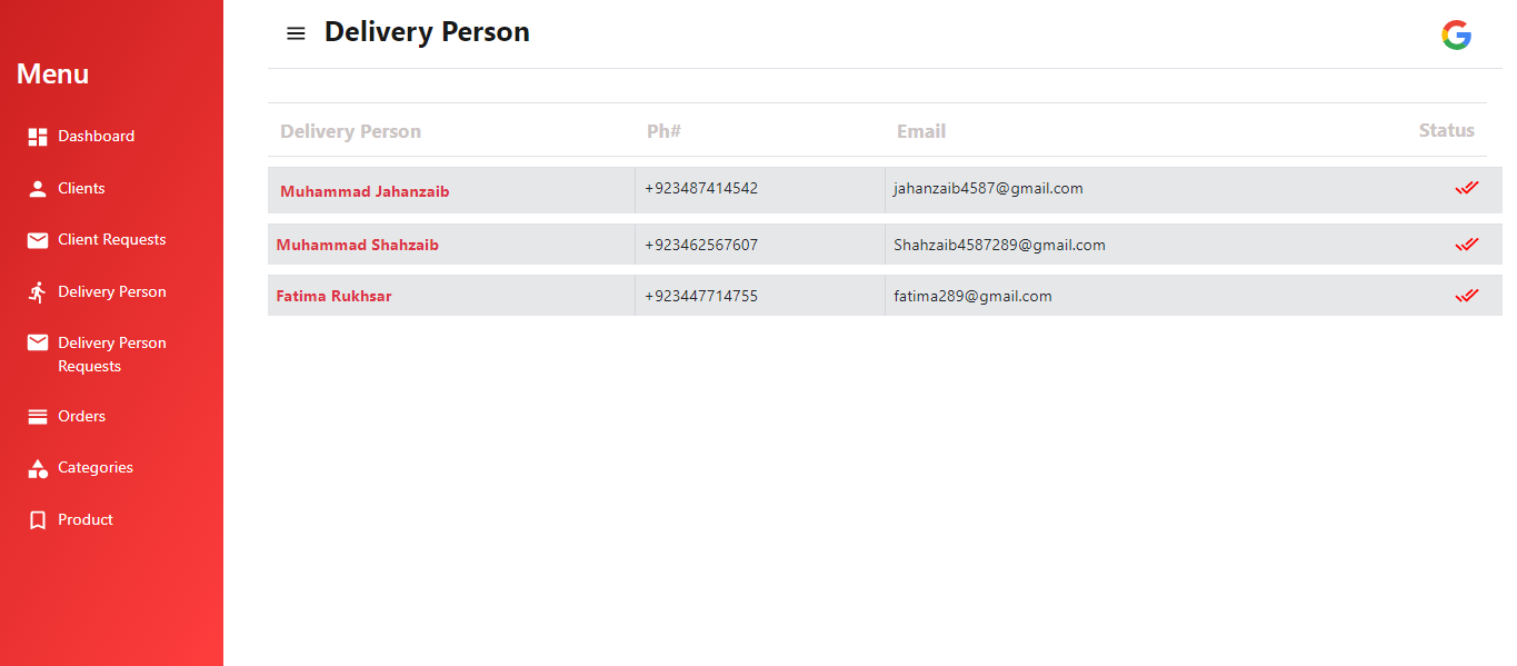 Menu
Dashboard
Clients
Client Requests
Delivery Person
Delivery Person
Requests
Orders
Categories
Product
Delivery Person
Delivery Person Ph# Email Status
Muhammad Jahanzaib +923487414542 jahanzaib4587@gmail.com
Muhammad Shahzaib +923462567607 Shahzaib4587289@gmail.com
Fatima Rukhsar +923447714755 fatima289@gmail.com